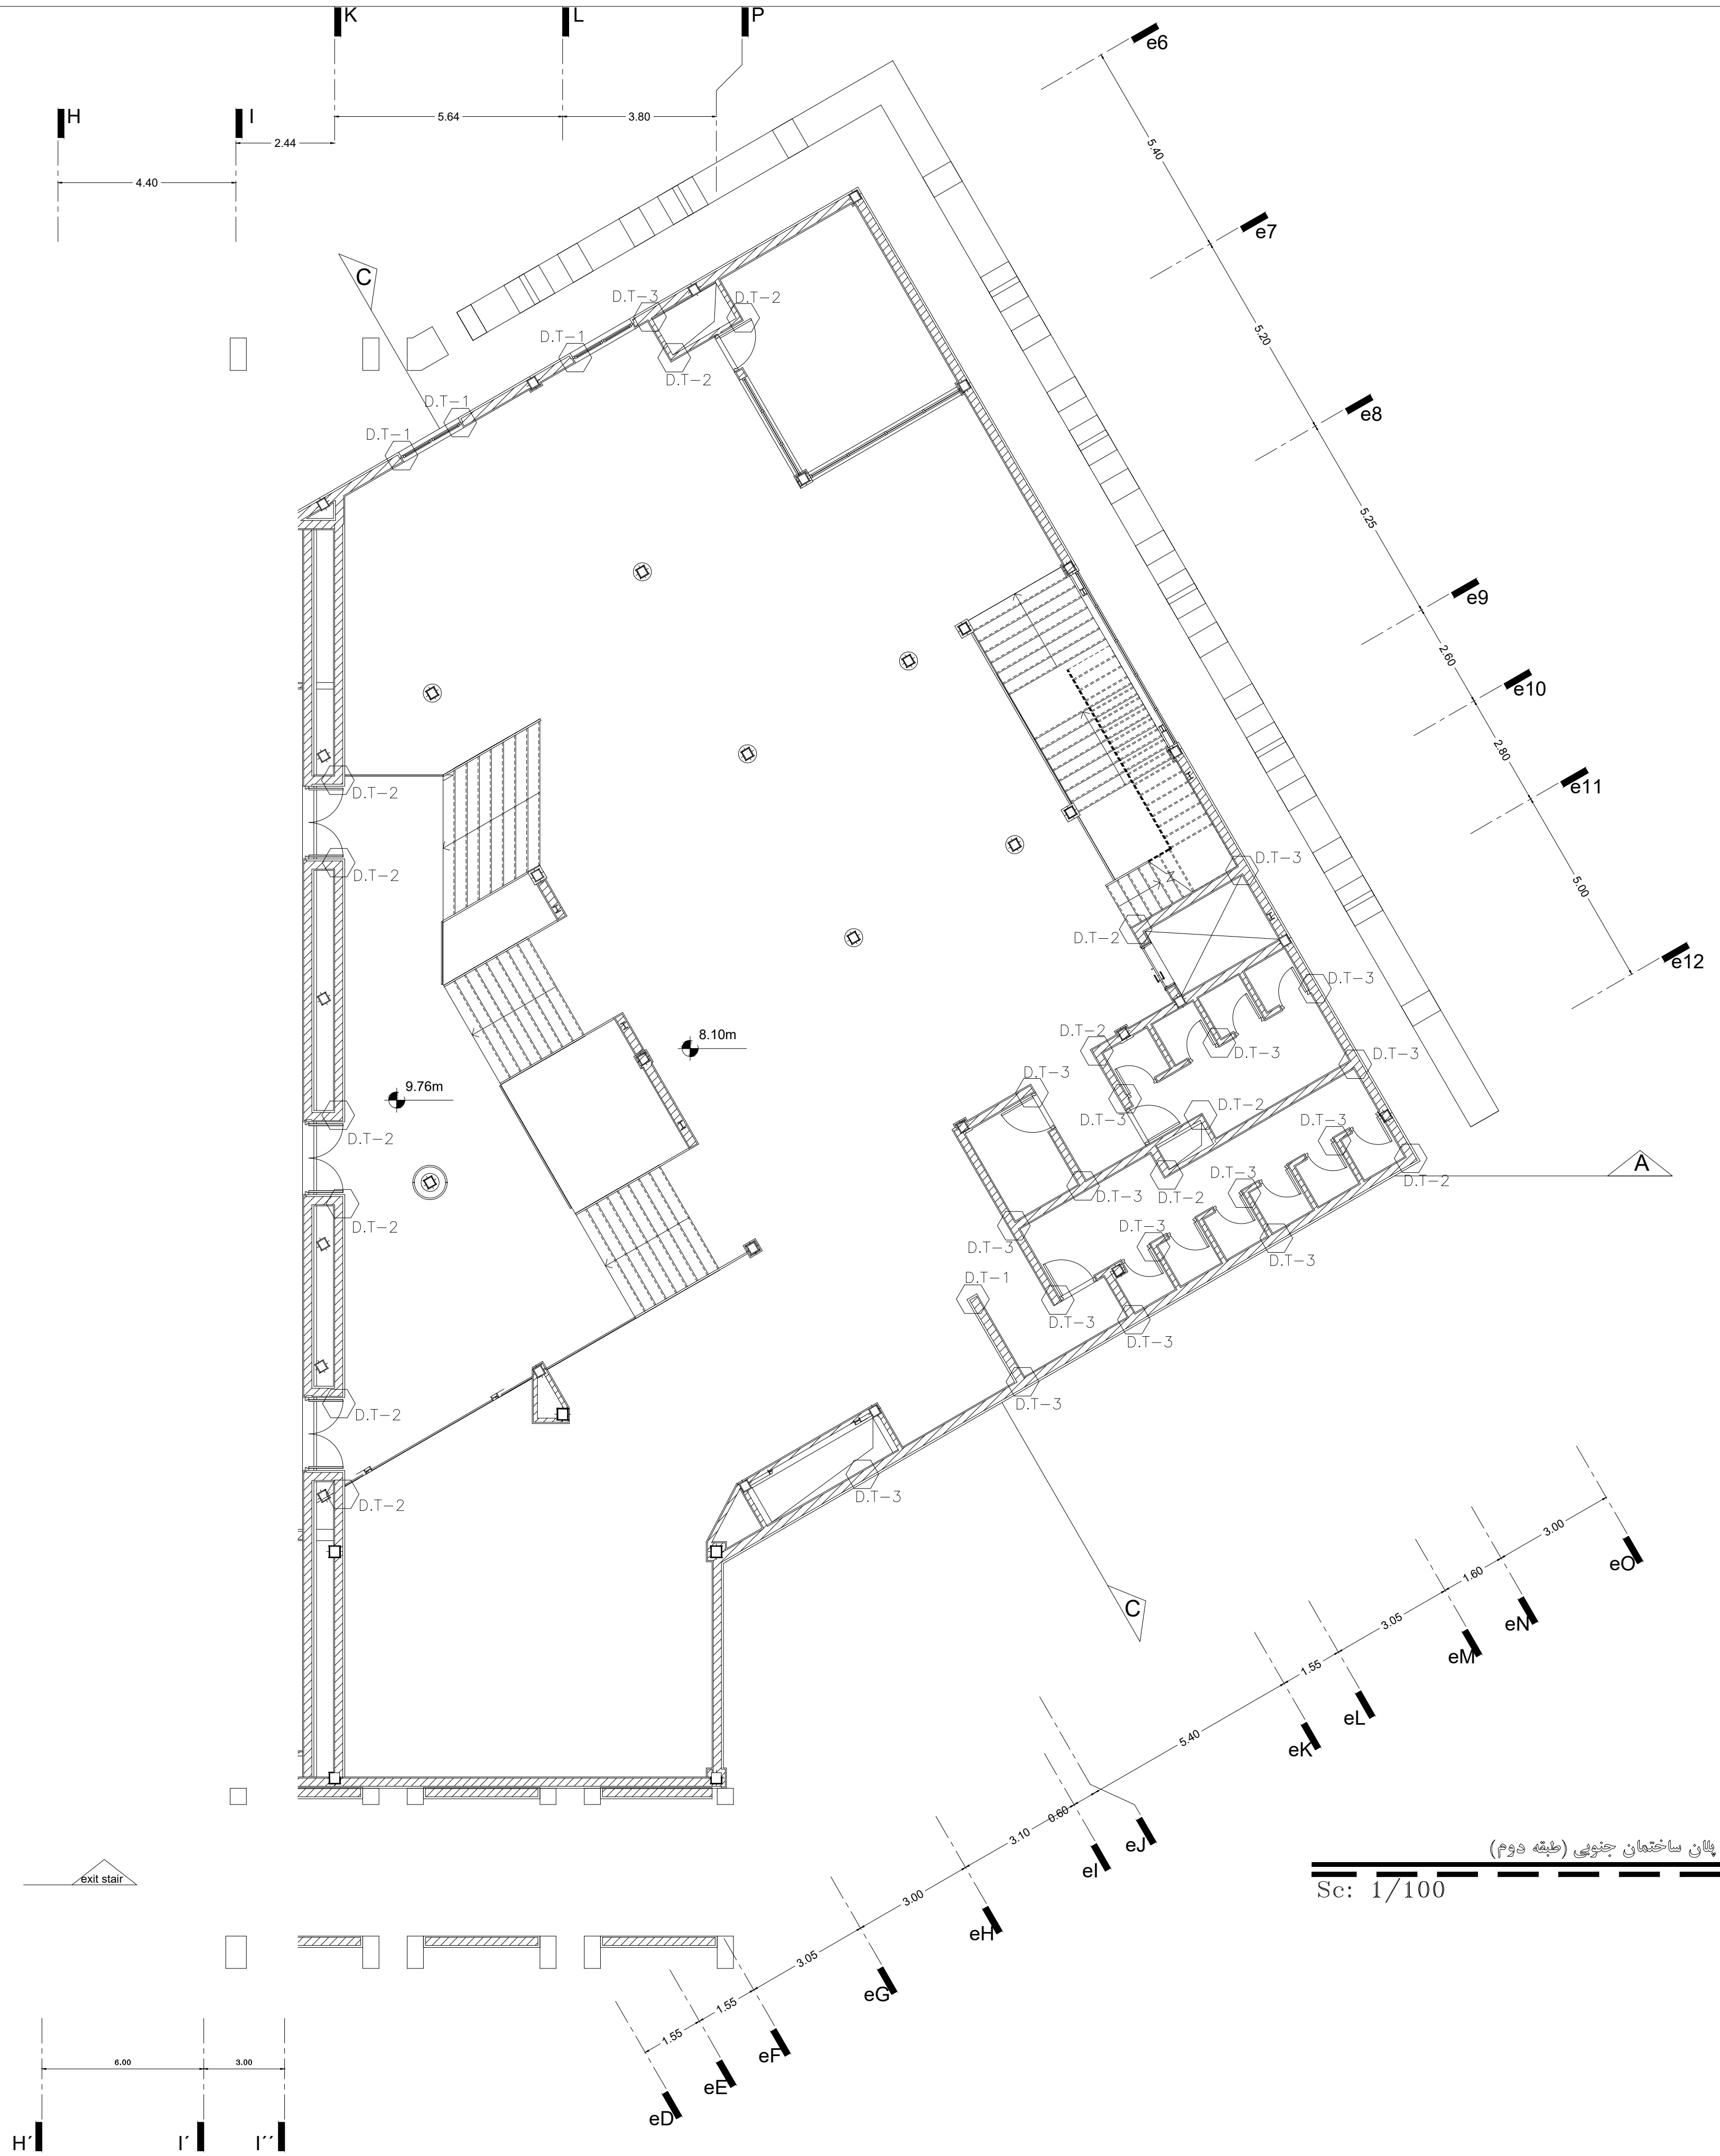 K
L
P
e6
H
I
5.64
3.80
2.44
5.40
4.40
e7
C
D.T-3
D.T-2
D.T-1
5.20
D.T-2
D.T-1
e8
D.T-1
5.25
e9
2.60
e10
2.80
D.T-2
e11
D.T-3
D.T-2
5.00
D.T-2
e12
D.T-3
8.10m
D.T-2
D.T-3
D.T-3
D.T-3
9.76m
D.T-3
D.T-2
D.T-3
D.T-2
A
D.T-3
D.T-2
D.T-3
D.T-2
D.T-2
D.T-3
D.T-3
D.T-3
D.T-1
D.T-3
D.T-3
D.T-2
D.T-3
D.T-3
D.T-2
3.00
eO
1.60
C
3.05
eN
eM
1.55
eL
5.40
eK
0.60
3.10
eJ
eI
پلان ساختمان جنوبی (طبقه دوم)
exit stair
Sc: 1/100
3.00
eH
3.05
eG
1.55
1.55
eF
6.00
3.00
eE
eD
H´
I´
I´´